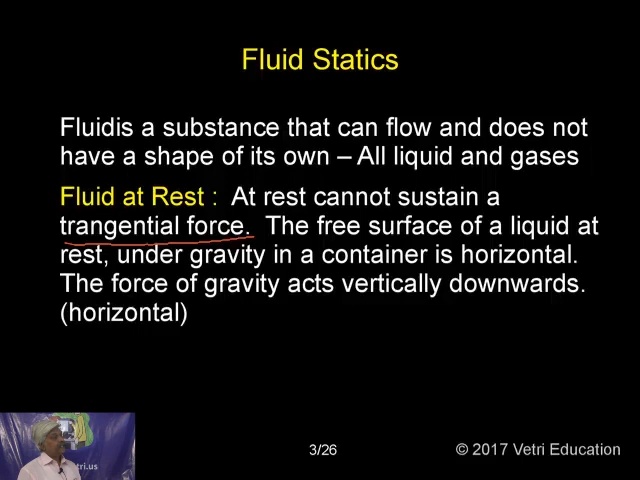 Fluid Statics
Fluidis a substance that can flow and does not
have a shape of its own – All liquid and gases
Fluid at Rest : At rest cannot sustain a
trangential force. The free surface of a liquid at
rest, under gravity in a container is horizontal.
The force of gravity acts vertically downwards.
(horizontal)
tri.us
3/26
© 2017 Vetri Education